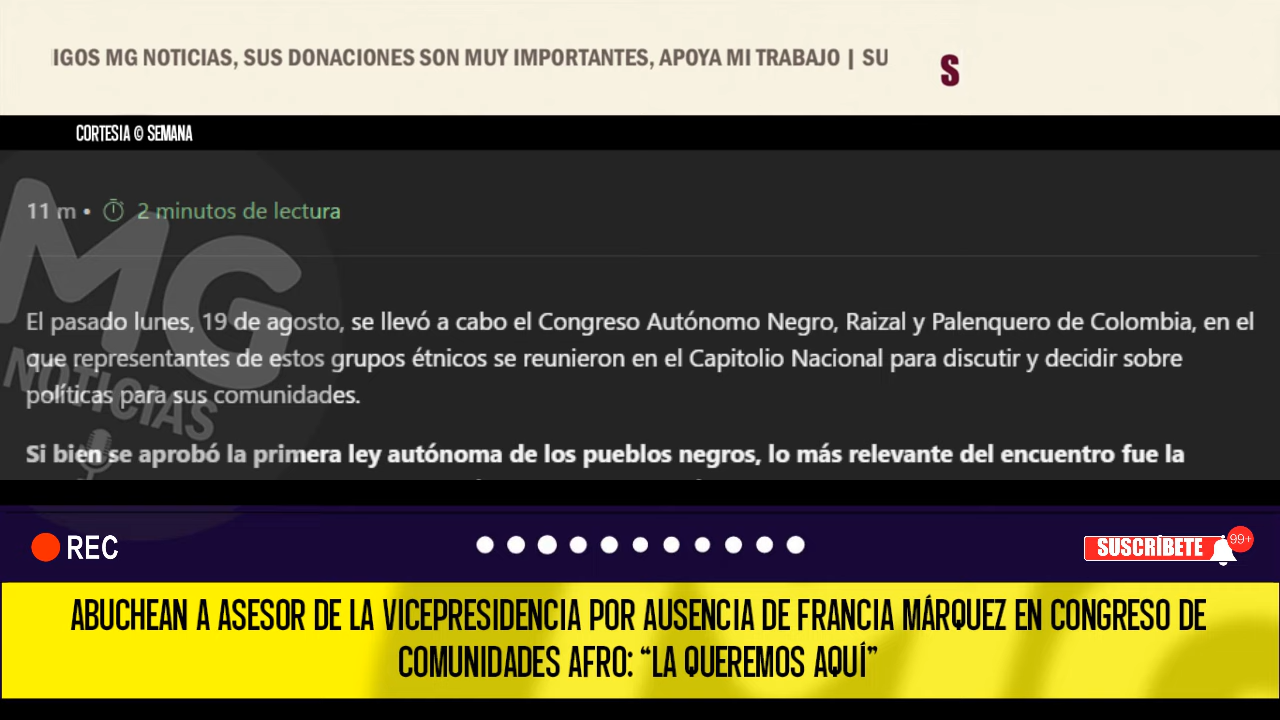 IGOS MG NOTICIAS, SUS DONACIONES SON MUY IMPORTANTES, APOYA MI TRABAJO | SU
S
CORTESIA © SEMANA
11 m • 2 minutos de lectura
MG
NOTICIAS
El pasado lunes, 19 de agosto, se llevó a cabo el Congreso Autónomo Negro, Raizal y Palenquero de Colombia, en el
que representantes de estos grupos étnicos se reunieron en el Capitolio Nacional para discutir y decidir sobre
políticas para sus comunidades.
Si bien se aprobó la primera ley autónoma de los pueblos negros, lo más relevante del encuentro fue la
REC
SUSCRÍBETE 99+
ABUCHEAN A ASESOR DE LA VICEPRESIDENCIA POR AUSENCIA DE FRANCIA MÁRQUEZ EN CONGRESO DE
COMUNIDADES AFRO: “LA QUEREMOS AQUÍ”